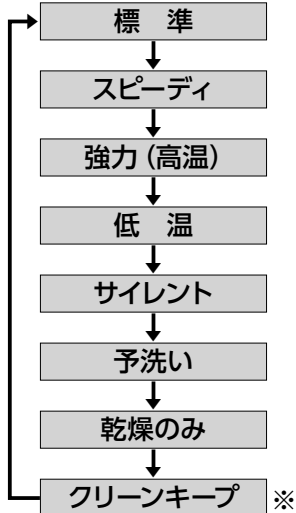 標 準
スピーディ
強力（高温）
低 温
サイレント
予洗い
乾燥のみ
クリーンキープ ※